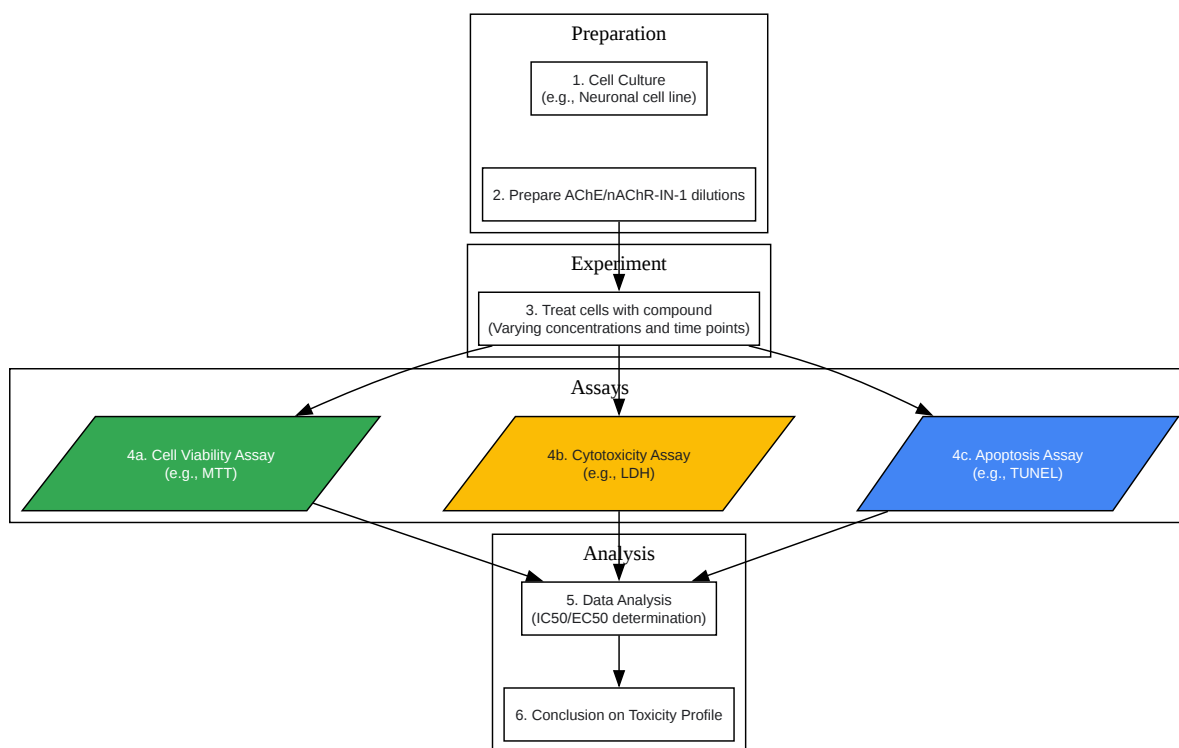 Preparation
1. Cell Culture
(e.g., Neuronal cell line)
2. Prepare AChE/nAChR-IN-1 dilutions
Experiment
3. Treat cells with compound
(Varying concentrations and time points)
Assays
4a. Cell Viability Assay
(e.g., MTT)
4b. Cytotoxicity Assay
(e.g., LDH)
4c. Apoptosis Assay
(e.g., TUNEL)
Analysis
5. Data Analysis
(IC50/EC50 determination)
6. Conclusion on Toxicity Profile